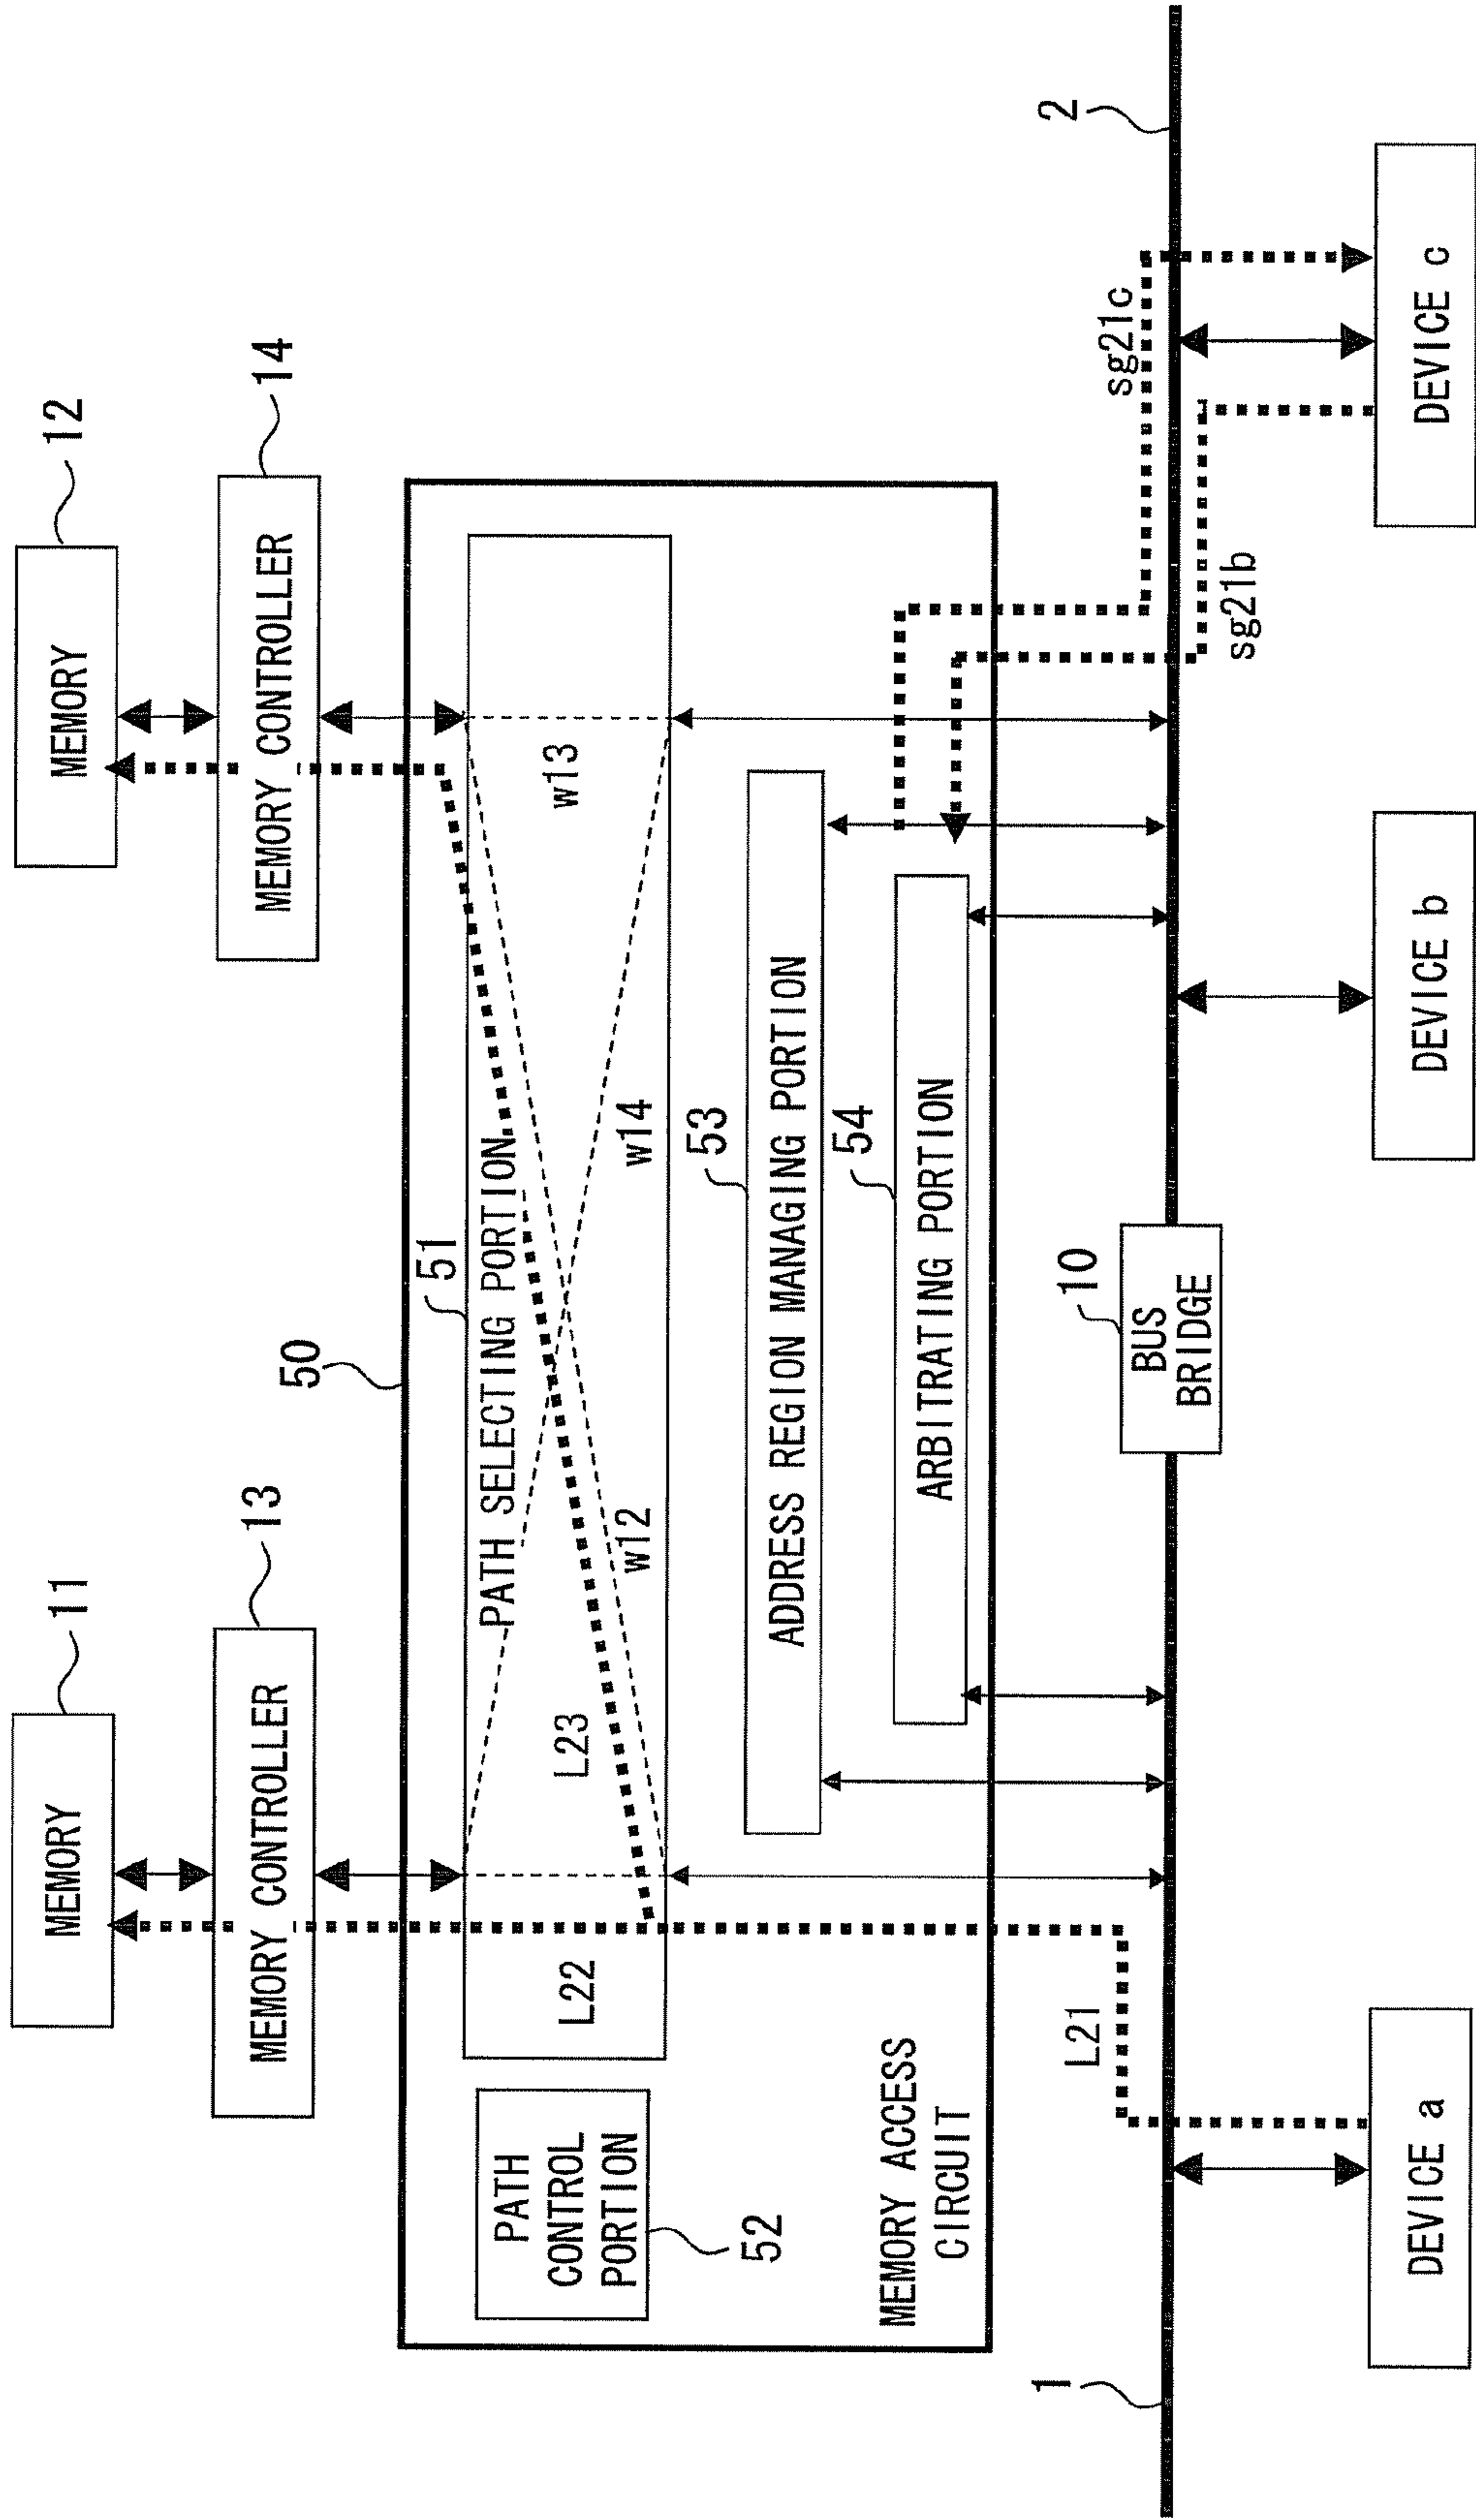 11
12
MEMORY
MEMORY
13
14
MEMORY CONTROLLER
MEMORY CONTROLLER
50
51
PATH
CONTROL
PORTION
52
PATH SELECTING PORTION
L22
L23
w12
w14
w13
53
ADDRESS REGION MANAGING PORTION
54
ARBITRATING PORTION
MEMORY ACCESS
CIRCUIT
1
L21
10
BUS
BRIDGE
sg21c
sg21b
2
DEVICE a
DEVICE b
DEVICE c